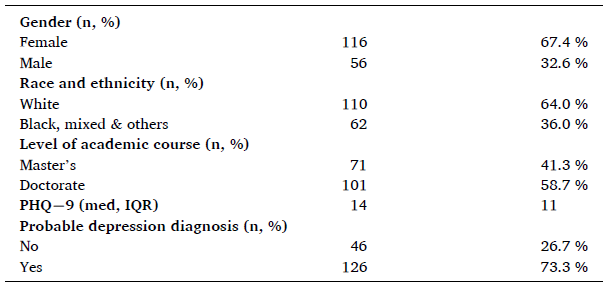 Gender (n, %)
Female 116 67.4 %
Male 56 32.6 %
Race and ethnicity (n, %)
White 110 64.0 %
Black, mixed & others 62 36.0 %
Level of academic course (n, %)
Master's 71 41.3 %
Doctorate 101 58.7 %
PHQ−9 (med, IQR) 14 11
Probable depression diagnosis (n, %)
No 46 26.7 %
Yes 126 73.3 %